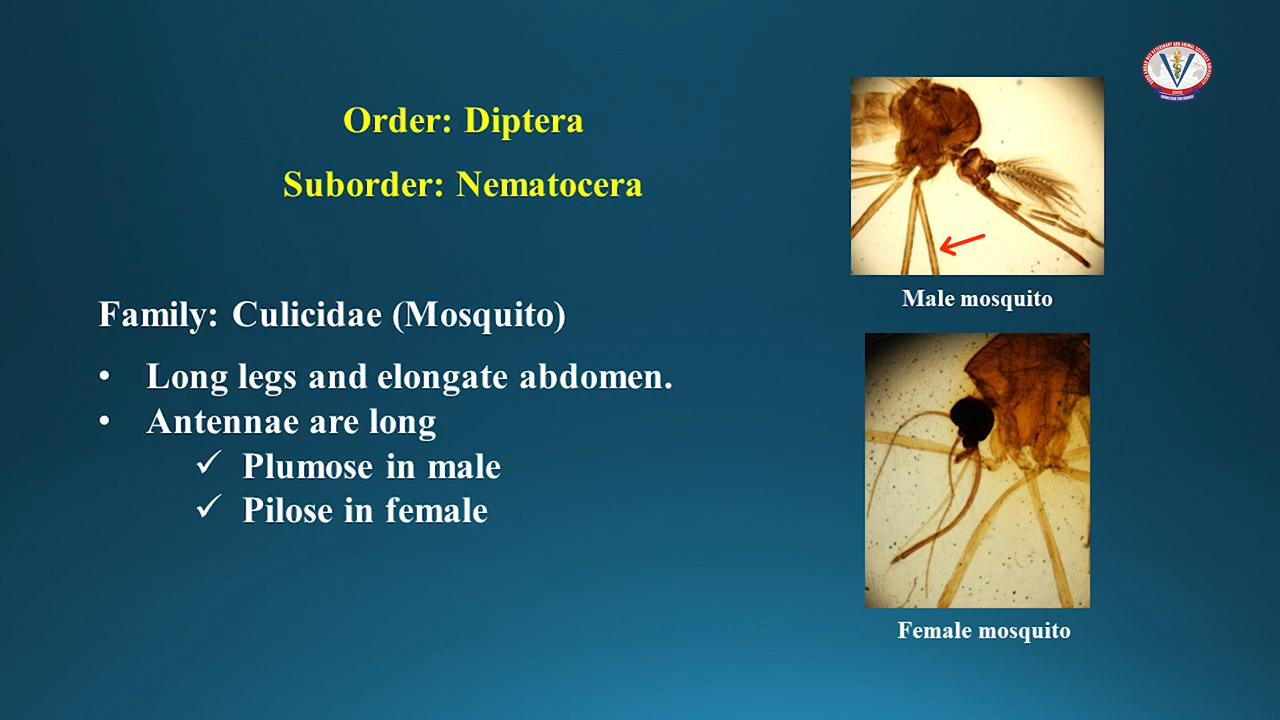 Order: Diptera
Suborder: Nematocera
Family: Culicidae (Mosquito)
• Long legs and elongate abdomen.
• Antennae are long
✓ Plumose in male
✓ Pilose in female
Male mosquito
Female mosquito